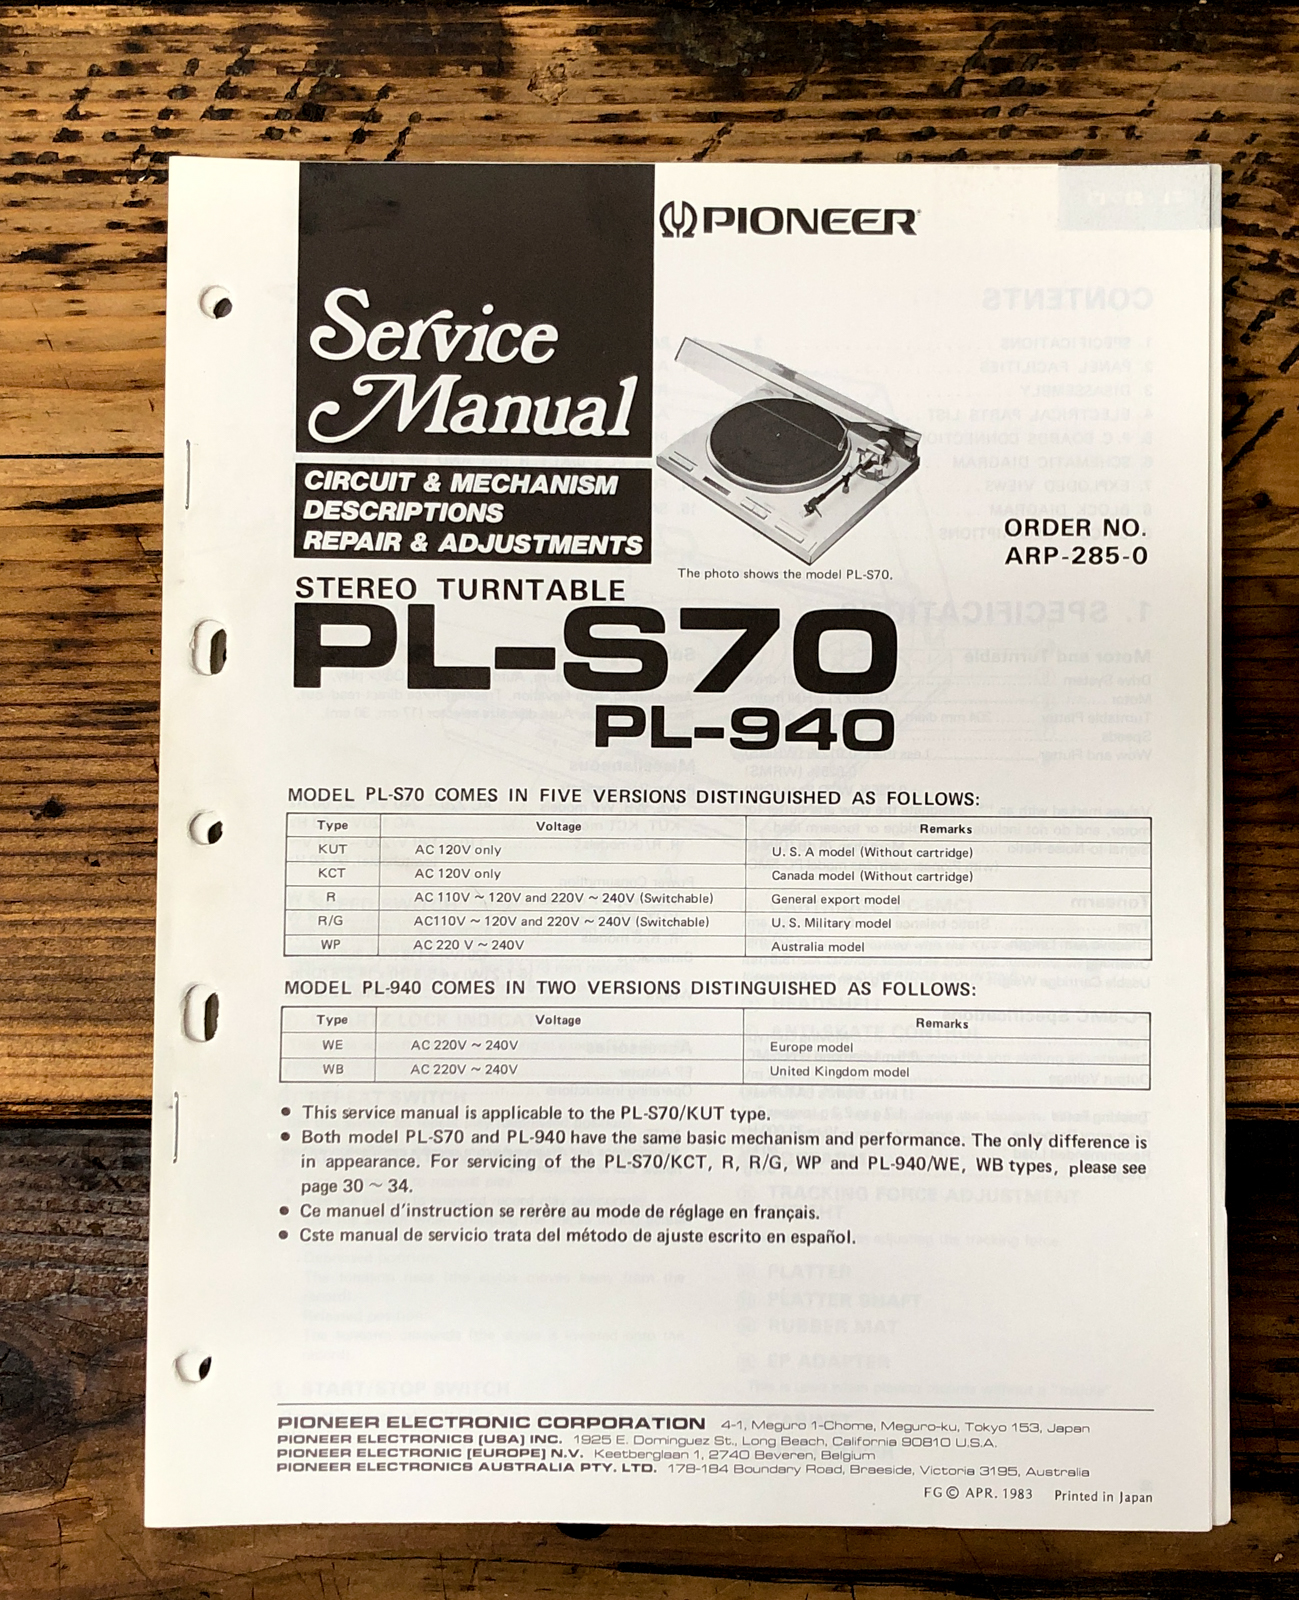 PIONEER
Service
Manual
CIRCUIT & MECHANISM
DESCRIPTIONS
REPAIR & ADJUSTMENTS
The photo shows the model PL-S70.
ORDER NO.
ARP-285-0
STEREO TURNTABLE
PL-S70
PL-940
MODEL PL-S70 COMES IN FIVE VERSIONS DISTINGUISHED AS FOLLOWS:
Type Voltage Remarks
KUT AC 120V only U. S. A model (Without cartridge)
KCT AC 120V only Canada model (Without cartridge)
R AC 110V ~ 120V and 220V ~ 240V (Switchable) General export model
R/G AC110V ~ 120V and 220V ~ 240V (Switchable) U. S. Military model
WP AC 220 V ~ 240V Australia model
MODEL PL-940 COMES IN TWO VERSIONS DISTINGUISHED AS FOLLOWS:
Type Voltage Remarks
WE AC 220V ~ 240V Europe model
WB AC 220V ~ 240V United Kingdom model
● This service manual is applicable to the PL-S70/KUT type.
● Both model PL-S70 and PL-940 have the same basic mechanism and performance. The only difference is
in appearance. For servicing of the PL-S70/KCT, R, R/G, WP and PL-940/WE, WB types, please see
page 30 ~ 34.
● Ce manuel d'instruction se rerère au mode de réglage en français.
● Cste manual de servicio trata del método de ajuste escrito en español.
PIONEER ELECTRONIC CORPORATION 4-1, Meguro 1-Chome, Meguro-ku, Tokyo 153, Japan
PIONEER ELECTRONICS [USA] INC. 1925 E. Dominguez St., Long Beach, California 90810 U.S.A.
PIONEER ELECTRONIC [EUROPE] N.V. Keetberglaan 1, 2740 Beveren, Belgium
PIONEER ELECTRONICS AUSTRALIA PTY. LTD. 178-184 Boundary Road, Braeside, Victoria 3195, Australia
FG © APR. 1983 Printed in Japan